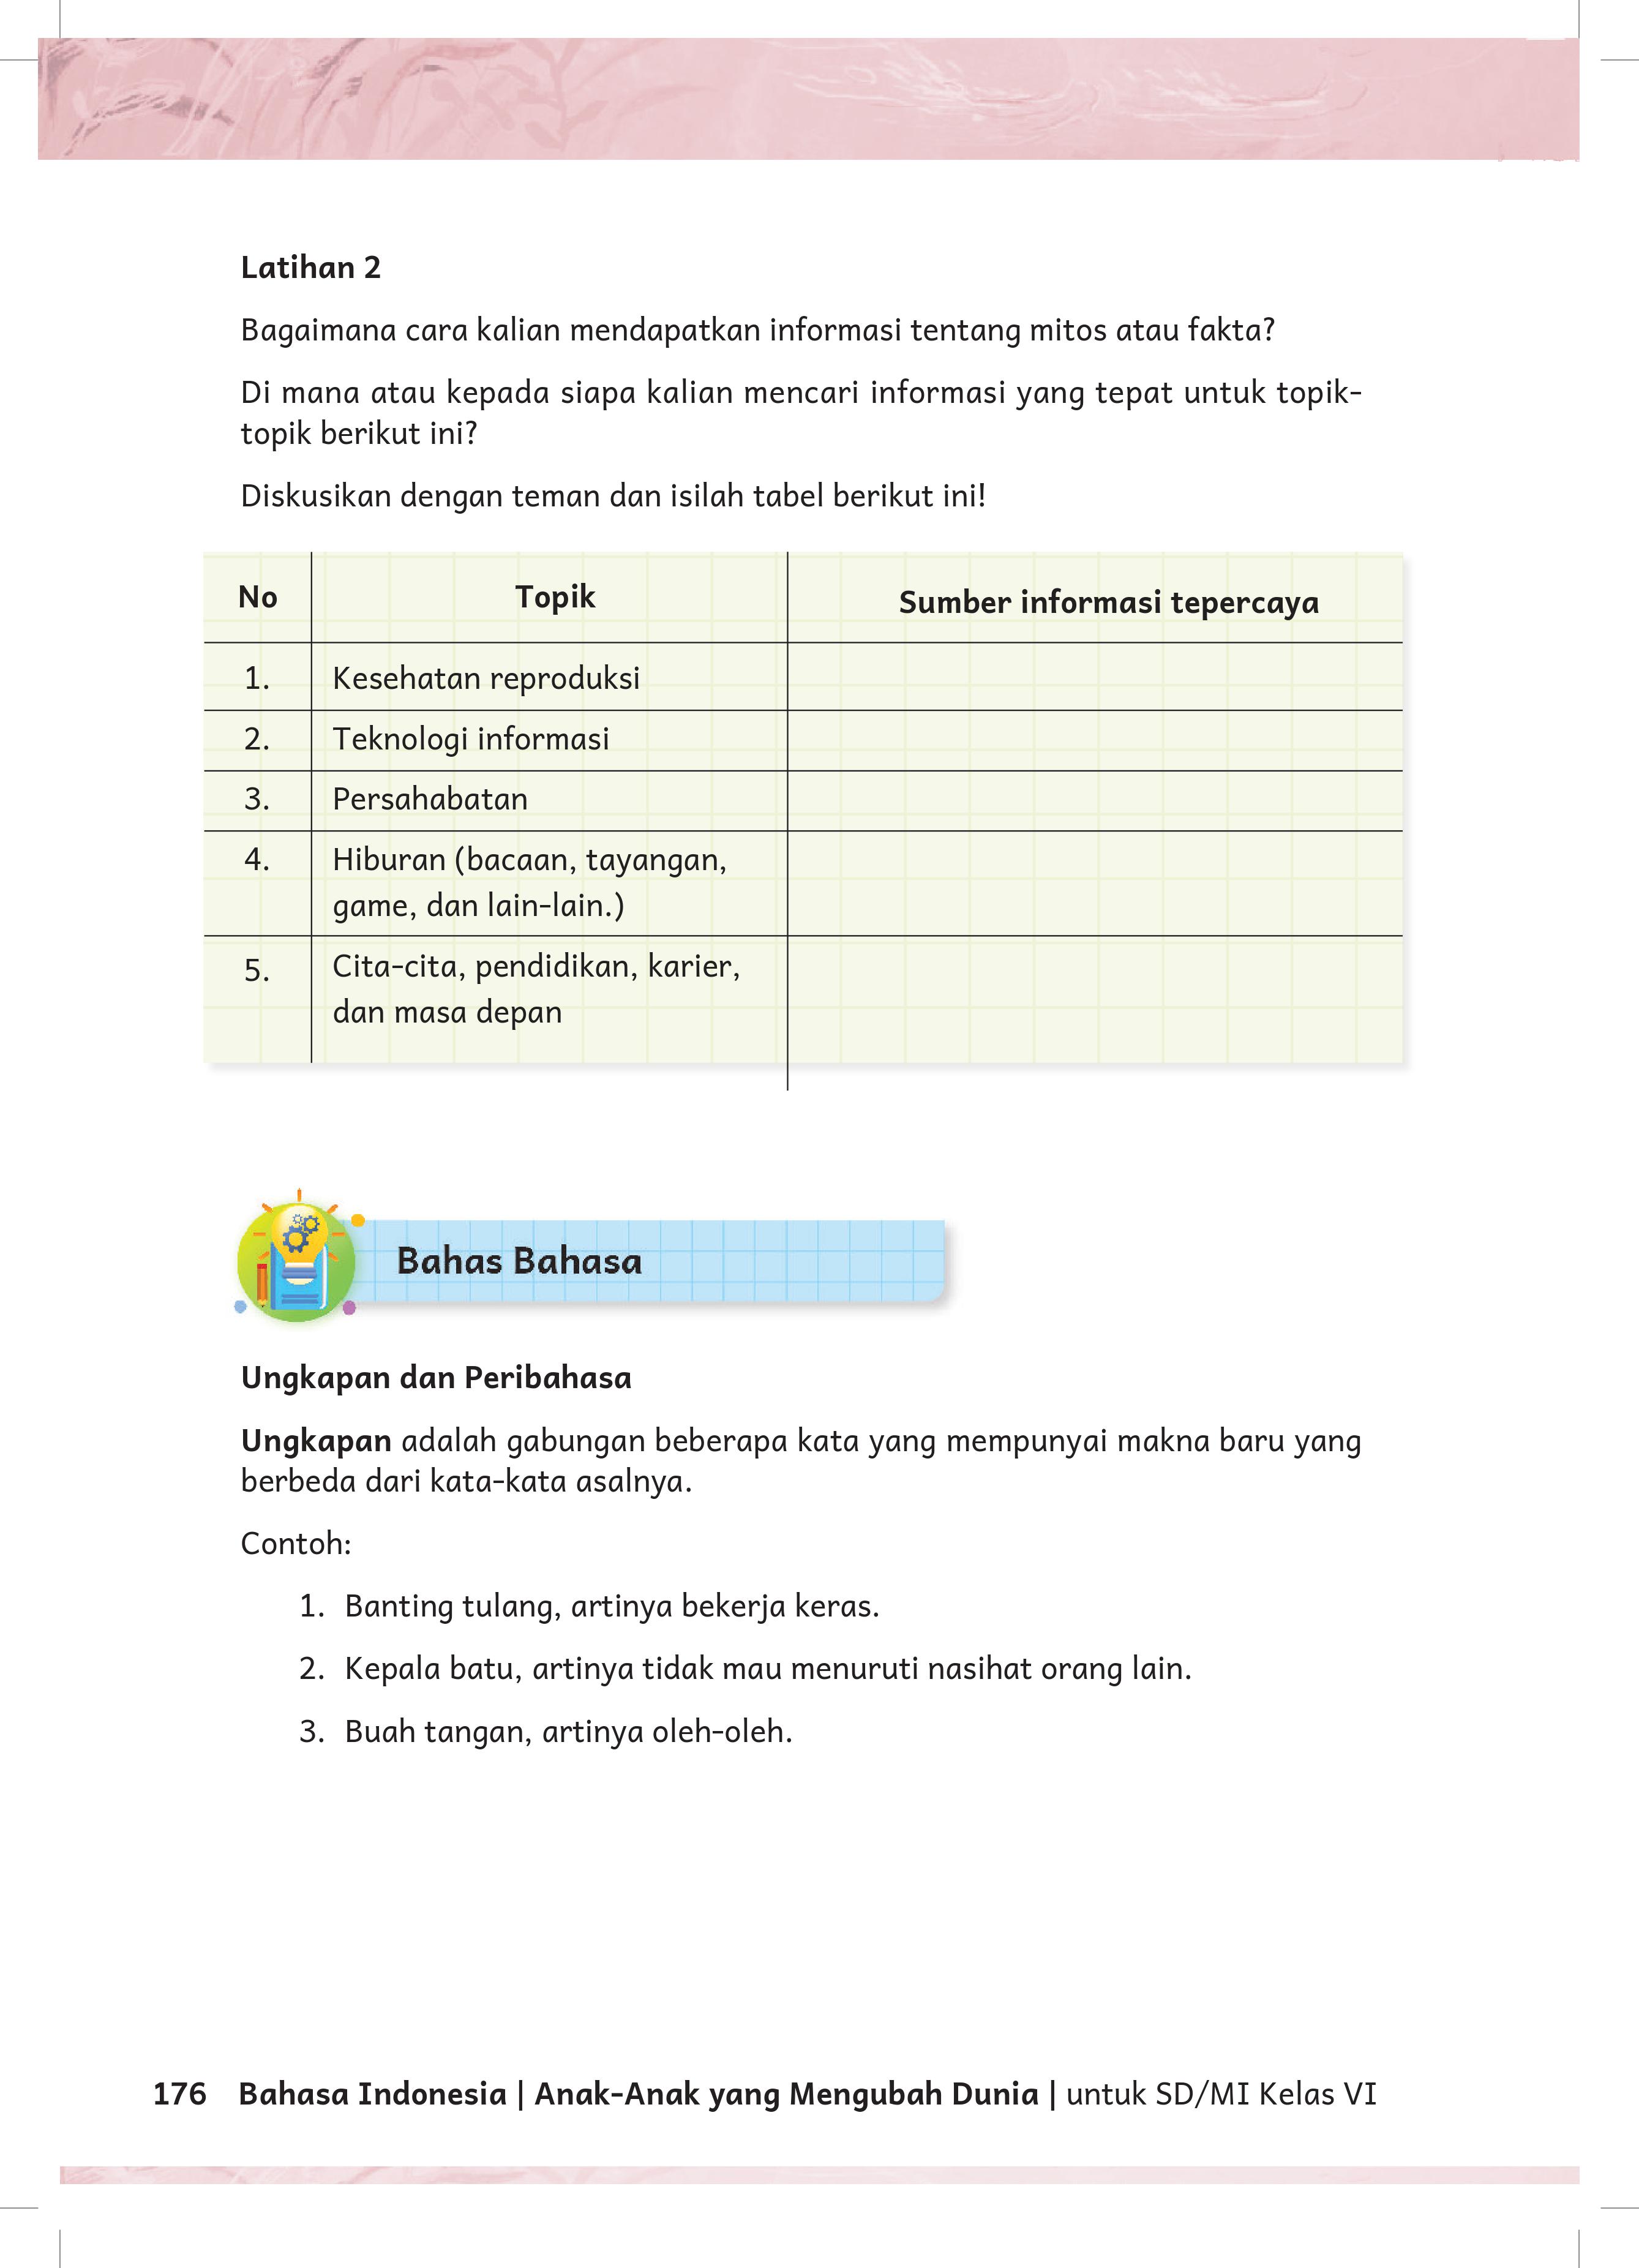 Latihan 2
Bagaimana cara kalian mendapatkan informasi tentang mitos atau fakta?
Di mana atau kepada siapa kalian mencari informasi yang tepat untuk topik-
topik berikut ini?
Diskusikan dengan teman dan isilah tabel berikut ini!
No Topik Sumber informasi tepercaya
1. Kesehatan reproduksi
2. Teknologi informasi
3. Persahabatan
4. Hiburan (bacaan, tayangan,
game, dan lain-lain.)
5. Cita-cita, pendidikan, karier,
dan masa depan
Bahas Bahasa
Ungkapan dan Peribahasa
Ungkapan adalah gabungan beberapa kata yang mempunyai makna baru yang
berbeda dari kata-kata asalnya.
Contoh:
1. Banting tulang, artinya bekerja keras.
2. Kepala batu, artinya tidak mau menuruti nasihat orang lain.
3. Buah tangan, artinya oleh-oleh.
176 Bahasa Indonesia | Anak-Anak yang Mengubah Dunia | untuk SD/MI Kelas VI